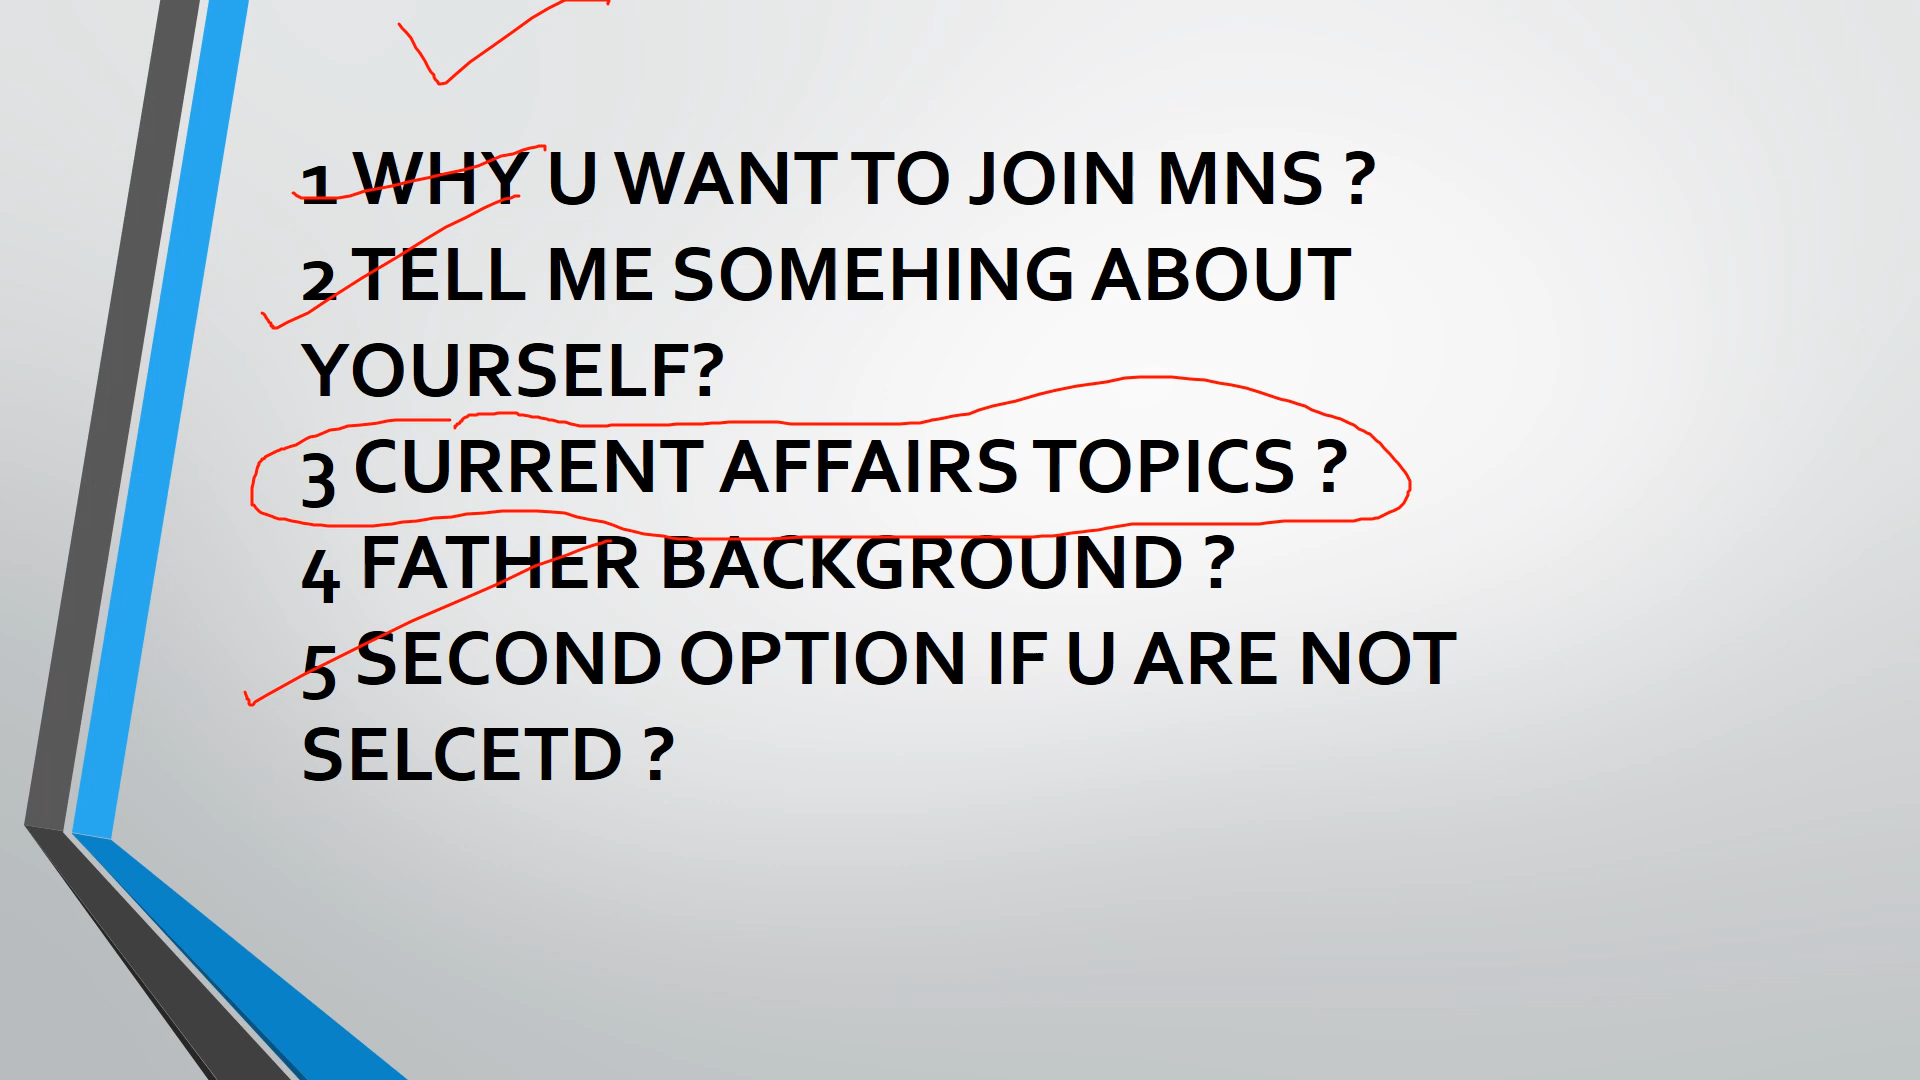 1 WHY U WANT TO JOIN MNS ?
2 TELL ME SOMEHING ABOUT
YOURSELF?
3 CURRENT AFFAIRS TOPICS ?
4 FATHER BACKGROUND ?
5 SECOND OPTION IF U ARE NOT
SELCETD ?